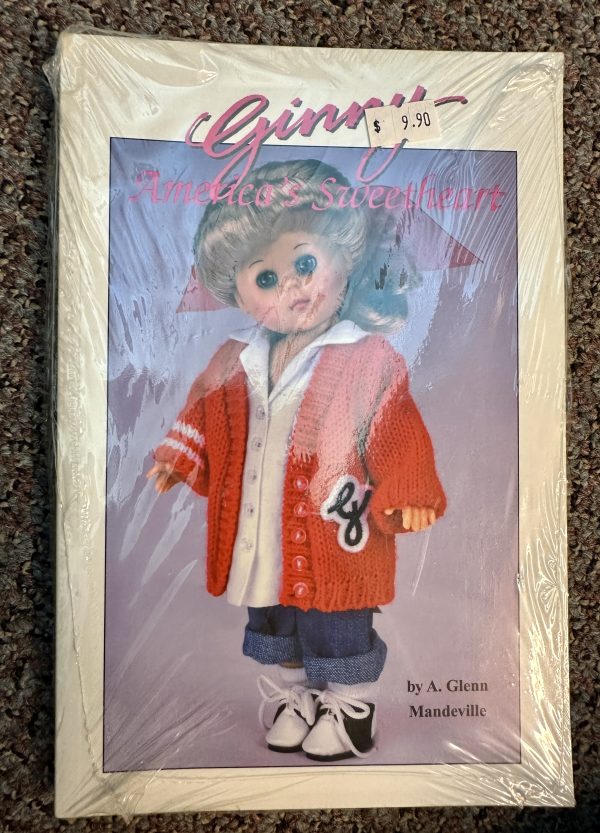 Ginny
$ 9.90
America's Sweetheart
G
by A. Glenn
Mandeville